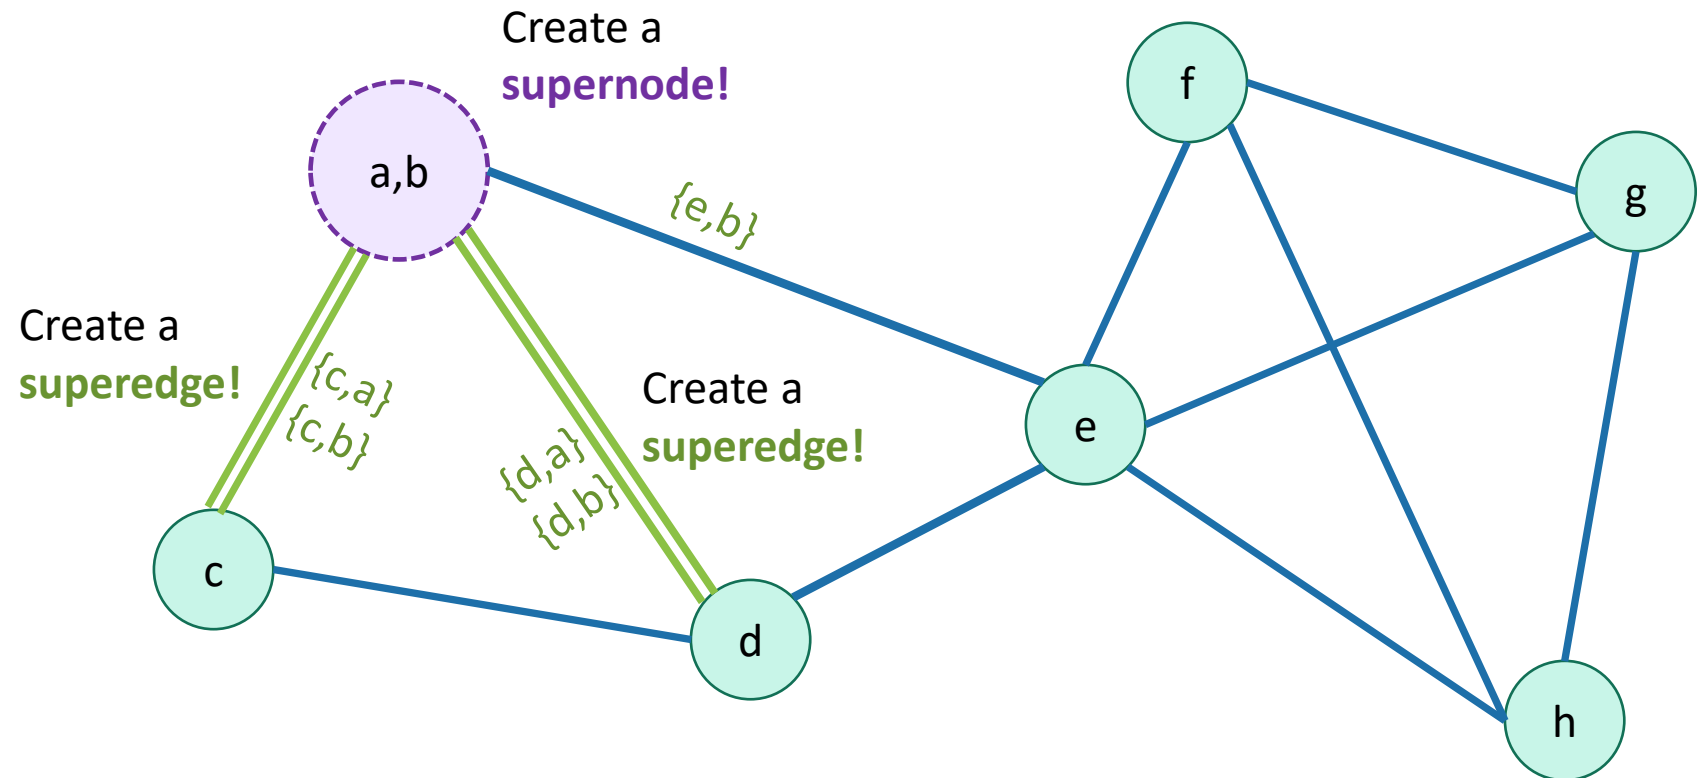 Create a
supernode!
f
a,b
g
{e,b}
Create a
superedge!
{c,a}
{c,b}
Create a
superedge!
e
{d,a}
{d,b}
c
d
h